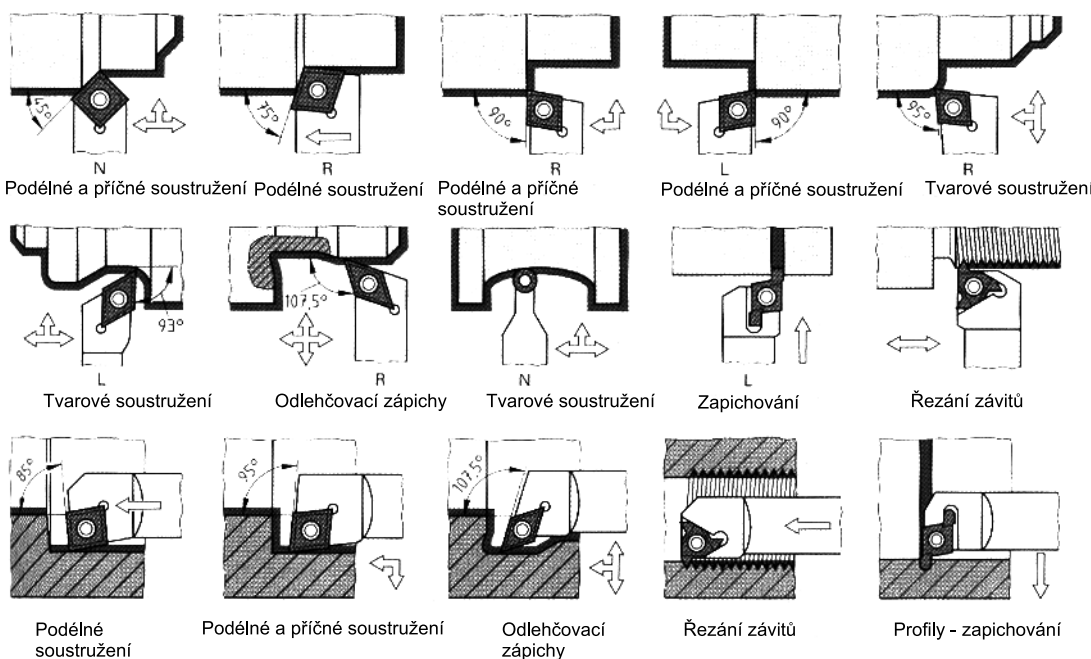 45°
75°
90°
90°
95°
N
R
R
L
R
Podélné a příčné soustružení
Podélné soustružení
Podélné a příčné
soustružení
Podélné a příčné soustružení
Tvarové soustružení
93°
107,5°
L
R
N
L
Tvarové soustružení
Odlehčovací zápichy
Tvarové soustružení
Zapichování
Řezání závitů
85°
95°
107,5°
Podélné
soustružení
Podélné a příčné soustružení
Odlehčovací
zápichy
Řezání závitů
Profily - zapichování